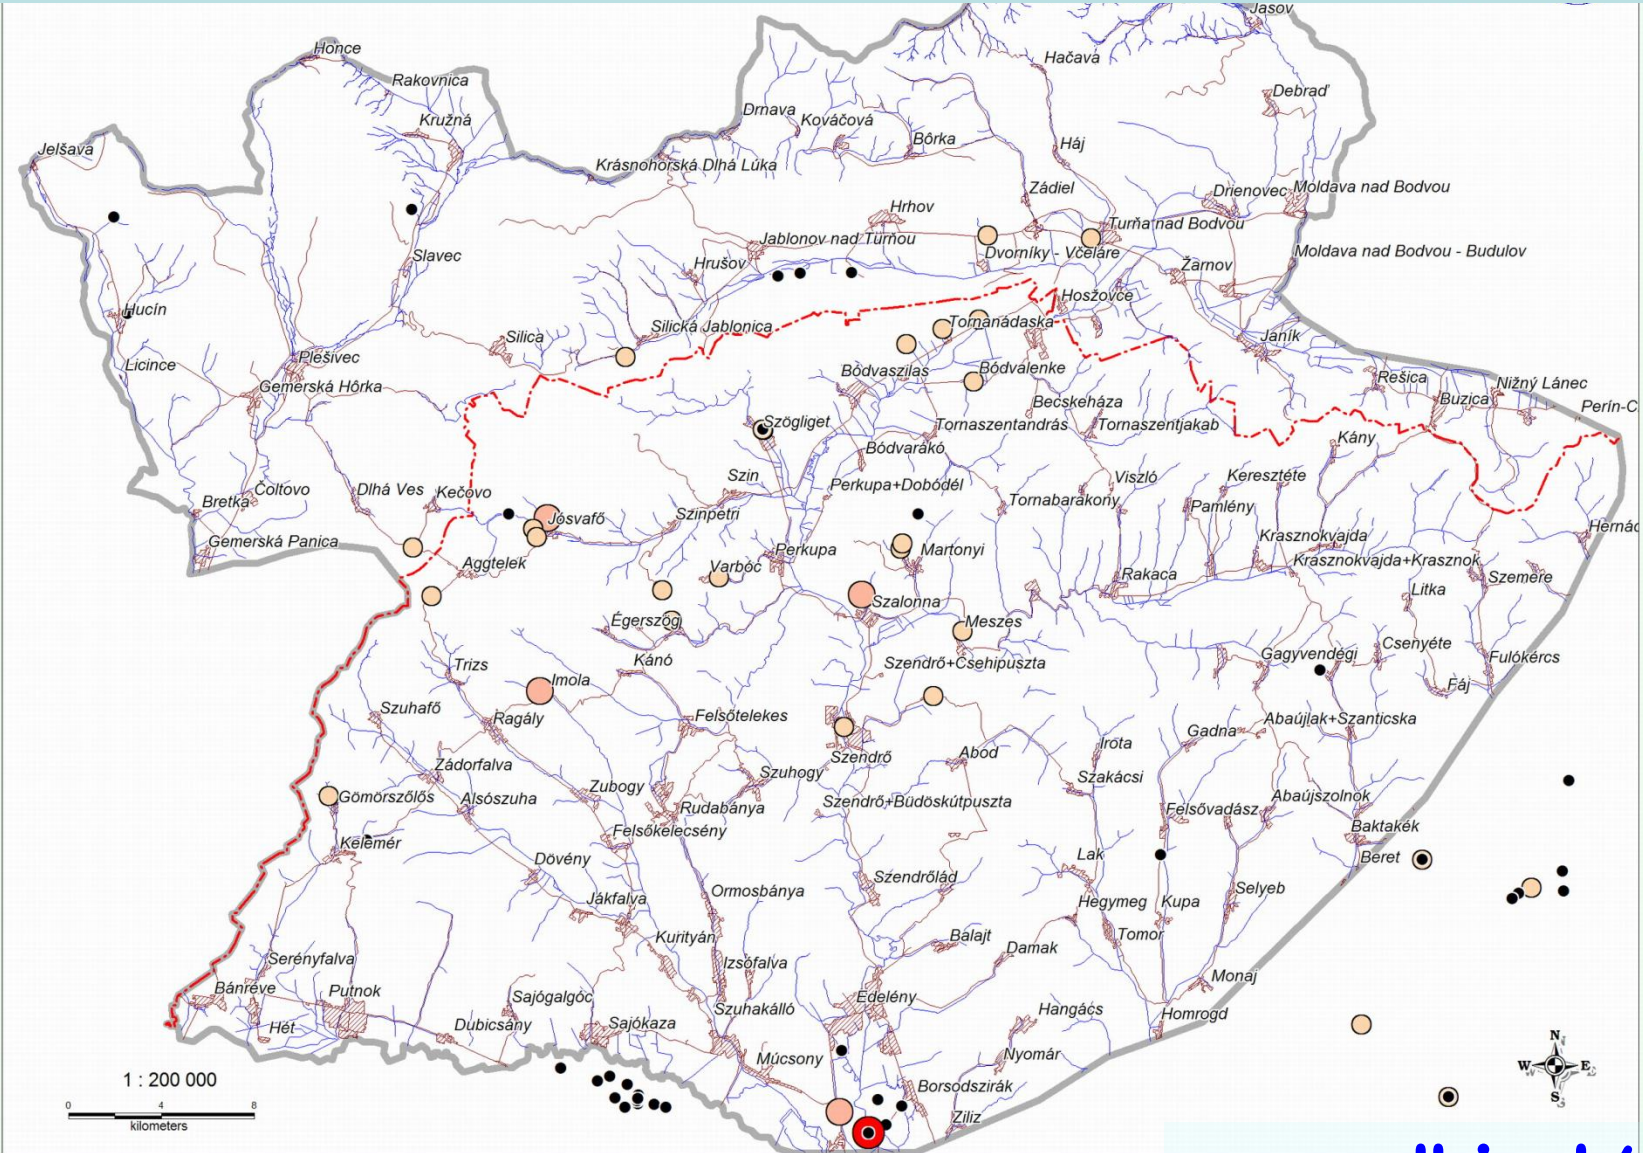 Jasov
Honce
Hačava
Rakovnica
Debraď
Drnava
Kováčová
Kružná
Bôrka
Háj
Jelšava
Krásnohorská Dlhá Lúka
Zádiel
Drienovec
Moldava nad Bodvou
Hrhov
Turňa nad Bodvou
Jablonov nad Turňou
Dvorníky - Včeláre
Moldava nad Bodvou - Budulov
Slavec
Hrušov
Žarnov
Hoszovce
Hucín
Silická Jablonica
Tornanádaska
Silica
Janík
Plešivec
Licince
Gemerská Hôrka
Bódvaszilas
Bódvalenke
Rešica
Nižný Lánec
Buzica
Perín-C
Becskeháza
Szögliget
Tornaszentandrás
Tornaszentjakab
Bódvarákó
Kány
Szin
Viszló
Keresztéte
Perkupa+Dobódél
Čoltovo
Dlhá Ves
Kečovo
Bretka
Tornabarakony
Pamlény
Jósvafő
Szinpetri
Hernád
Gemerská Panica
Perkupa
Martonyi
Krasznokvajda
Krasznokvajda+Krasznok
Aggtelek
Varbóc
Rakaca
Szemere
Litka
Szalonna
Égerszög
Meszes
Kánó
Szendrő+Csehipuszta
Gagyvendégi
Csenyéte
Fulókércs
Trizs
Imola
Fáj
Szuhafő
Ragály
Felsőtelekes
Abaújlak+Szanticska
Gadna
Irota
Szendrő
Abod
Zádorfalva
Szuhogy
Szakácsi
Zubogy
Gömörszőlős
Alsószuha
Rudabánya
Szendrő+Büdöskútpuszta
Felsővadász
Abaújszolnok
Felsőkelecsény
Baktakék
Kelemér
Dövény
Lak
Beret
Ormosbánya
Szendrőlád
Selyeb
Jákfalva
Hegymeg
Kupa
Kurityán
Balajt
Tomor
Damak
Serényfalva
Izsófalva
Monaj
Bánréve
Putnok
Sajógalgóc
Edelény
Szuhakálló
Hangács
Homrogd
Hét
Dubicsány
Sajókaza
Múcsony
Nyomár
Borsodszirák
Ziliz
1 : 200 000
0 4 8
kilometers
N
W E
S